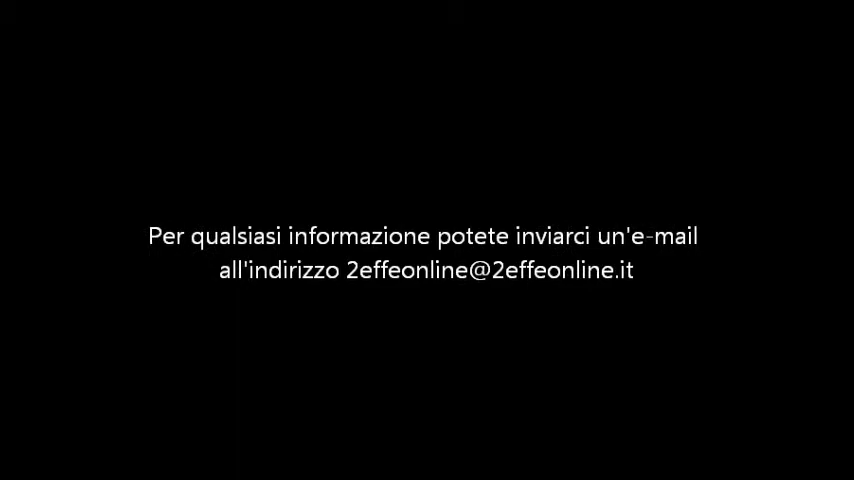 Per qualsiasi informazione potete inviarci un'e-mail
all'indirizzo 2effeonline@2effeonline.it